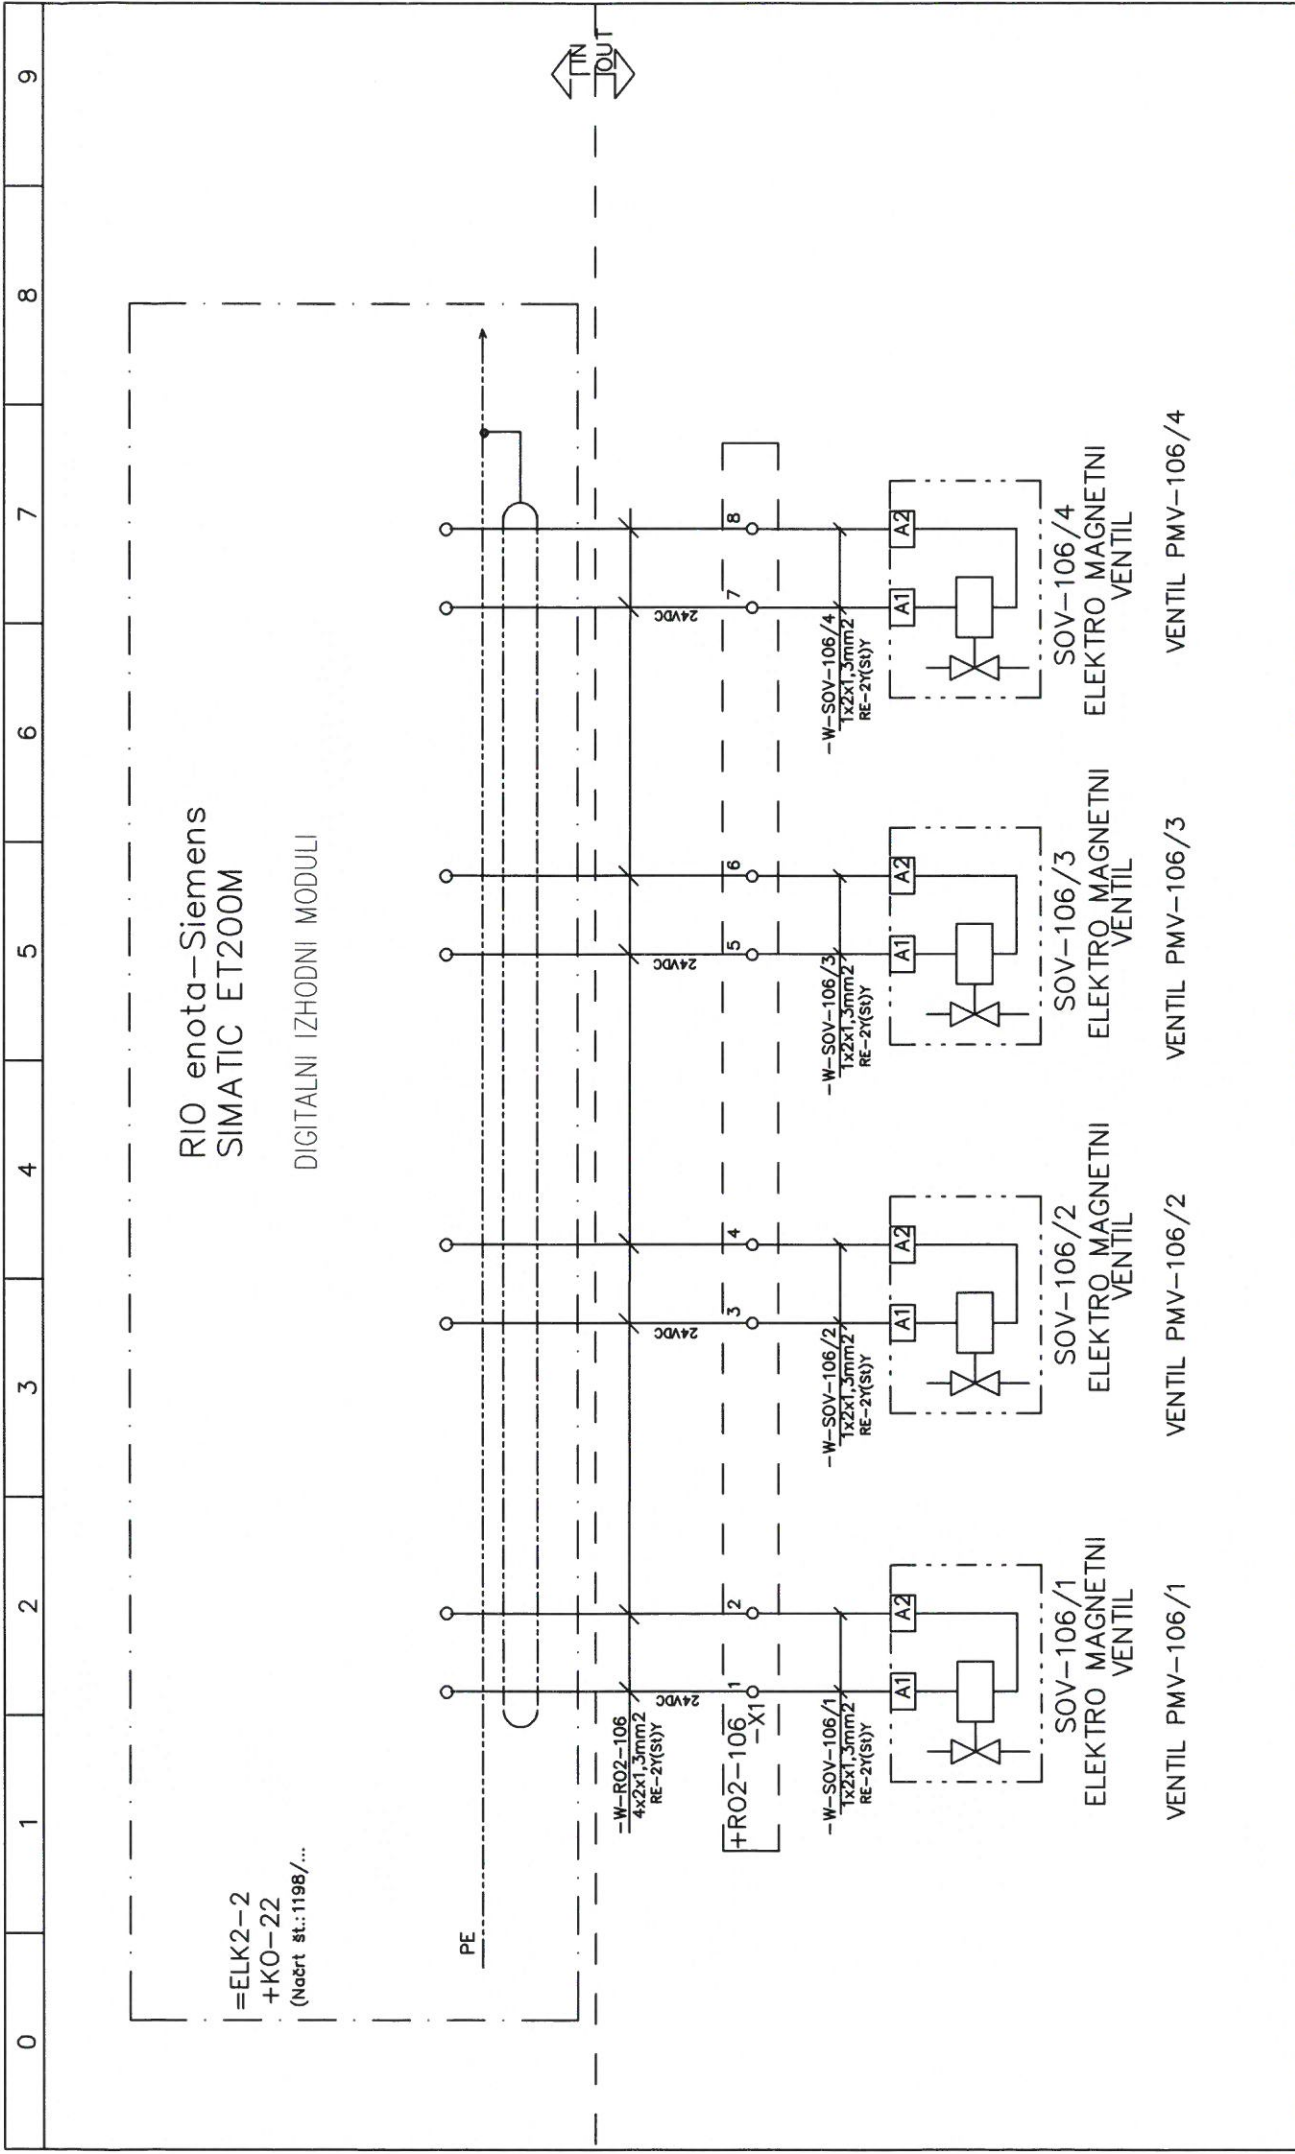 0 1 2 3 4 5 6 7 8 9
=ELK2-2
+KO-22
(Načrt št.:1198/...
RIO enota-Siemens
SIMATIC ET200M
DIGITALNI IZHODNI MODULI
PE
IN
OUT
-W-R02-106
4x2x1,3mm2
RE-2Y(St)Y
24VDC
24VDC
24VDC
24VDC
+R02-106
-X1
1 2 3 4 5 6 7 8
-W-SOV-106/1
1x2x1,3mm2
RE-2Y(St)Y
-W-SOV-106/2
1x2x1,3mm2
RE-2Y(St)Y
-W-SOV-106/3
1x2x1,3mm2
RE-2Y(St)Y
-W-SOV-106/4
1x2x1,3mm2
RE-2Y(St)Y
A1 A2 A1 A2 A1 A2 A1 A2
SOV-106/1
ELEKTRO MAGNETNI
VENTIL
VENTIL PMV-106/1
SOV-106/2
ELEKTRO MAGNETNI
VENTIL
VENTIL PMV-106/2
SOV-106/3
ELEKTRO MAGNETNI
VENTIL
VENTIL PMV-106/3
SOV-106/4
ELEKTRO MAGNETNI
VENTIL
VENTIL PMV-106/4